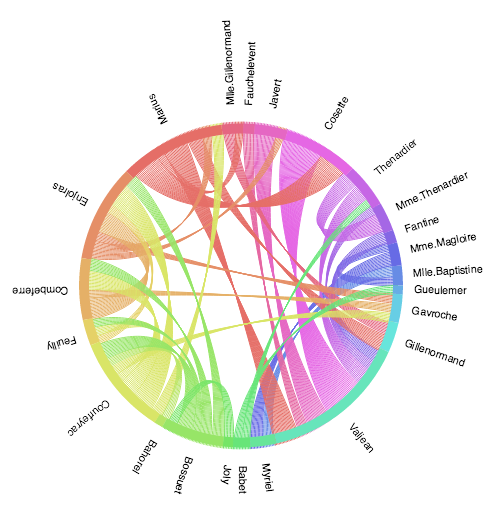 Mlle.Gillenormand
Fauchelevent
Javert
Cosette
Thenardier
Mme.Thenardier
Fantine
Mme.Magloire
Mlle.Baptistine
Gueulemer
Gavroche
Gillenormand
Valjean
Myriel
Babet
Joly
Bossuet
Bahorel
Courfeyrac
Feuilly
Combeferre
Enjolras
Marius